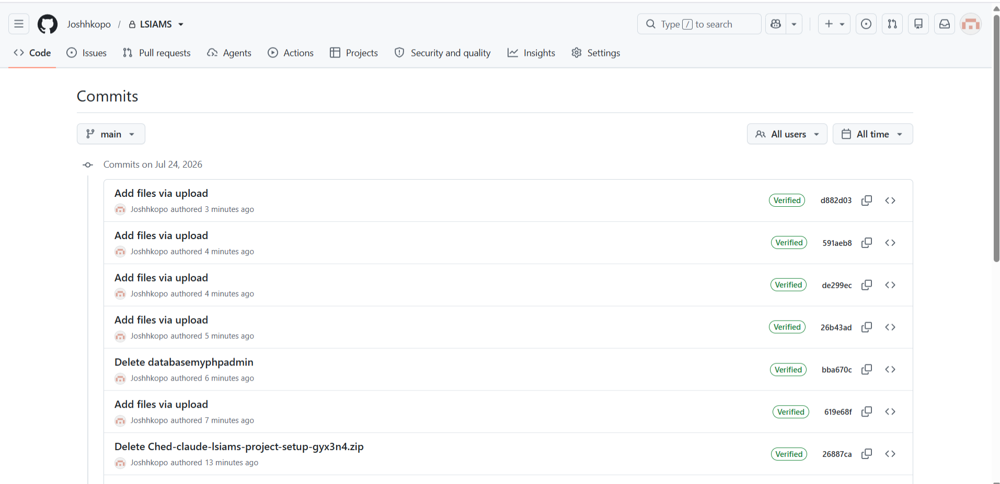 Joshhkopo / LSIAMS
Type / to search
Code Issues Pull requests Agents Actions Projects Security and quality Insights Settings
Commits
main
All users All time
Commits on Jul 24, 2026
Add files via upload
Joshhkopo authored 3 minutes ago
Verified d882d03
Add files via upload
Joshhkopo authored 4 minutes ago
Verified 591aeb8
Add files via upload
Joshhkopo authored 4 minutes ago
Verified de299ec
Add files via upload
Joshhkopo authored 5 minutes ago
Verified 26b43ad
Delete databasemyphpadmin
Joshhkopo authored 6 minutes ago
Verified bba670c
Add files via upload
Joshhkopo authored 7 minutes ago
Verified 619e68f
Delete Ched-claude-lsiams-project-setup-gyx3n4.zip
Joshhkopo authored 13 minutes ago
Verified 26887ca